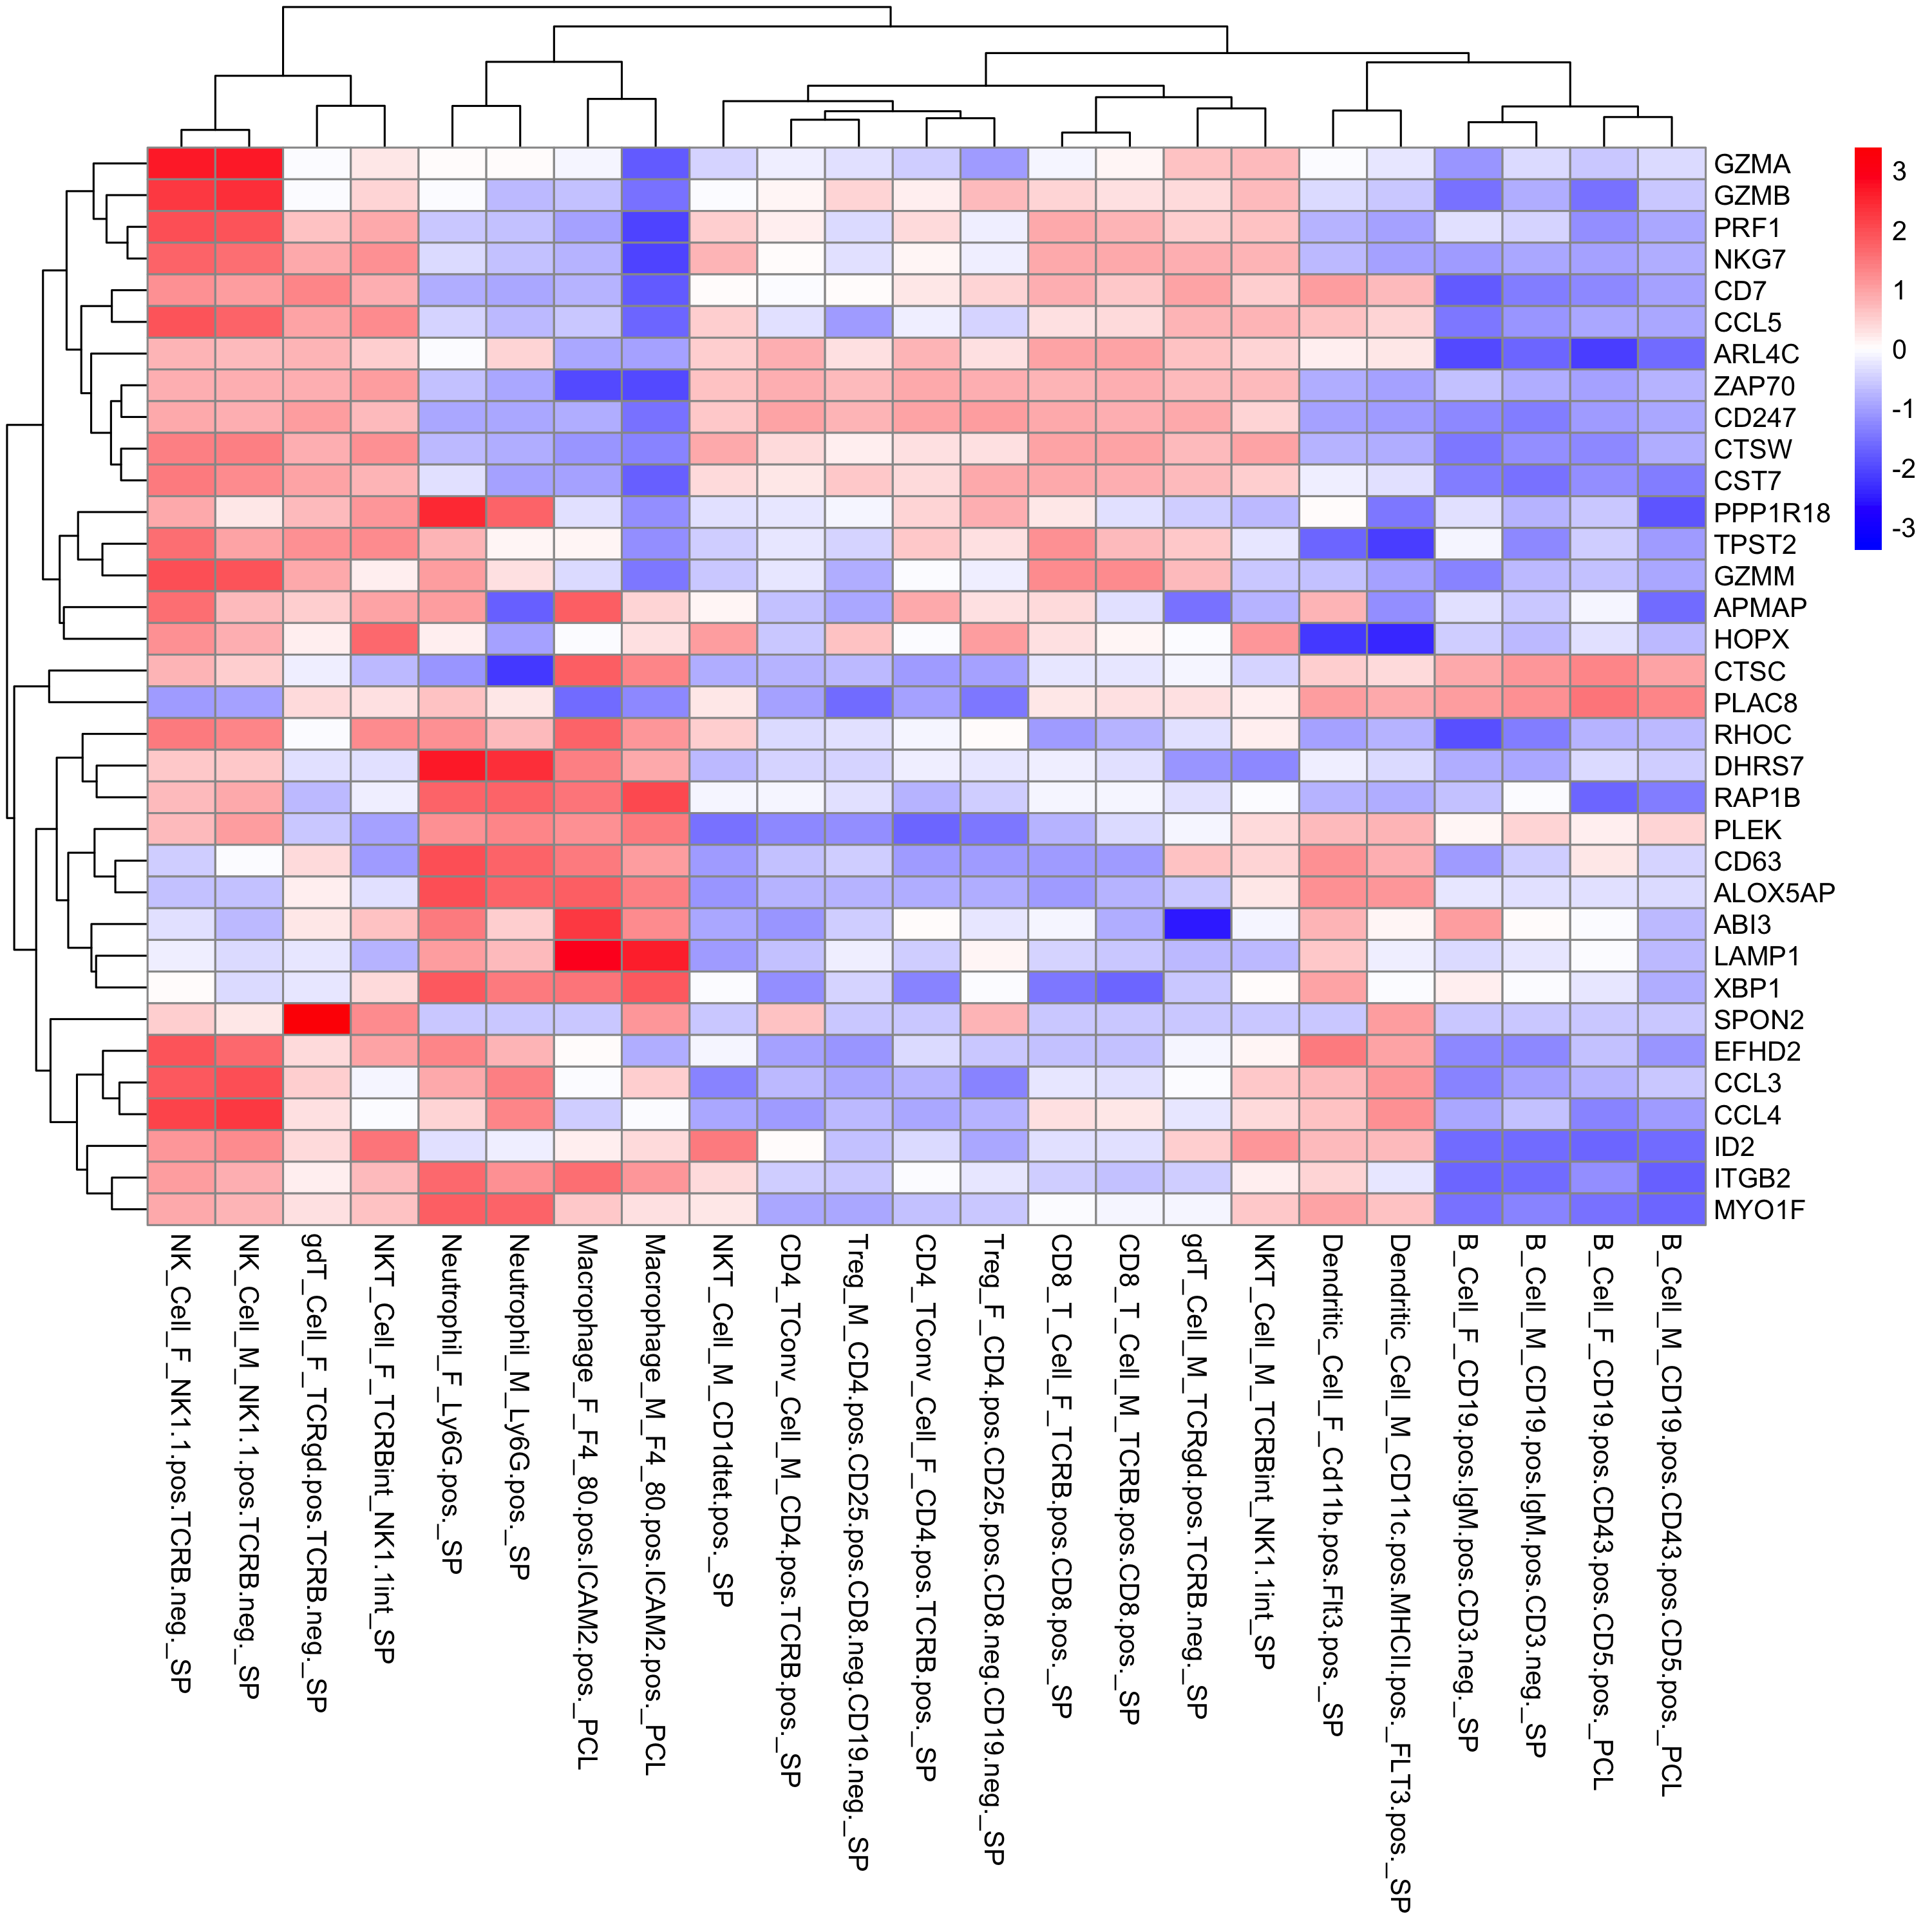 GZMA
GZMB
PRF1
NKG7
CD7
CCL5
ARL4C
ZAP70
CD247
CTSW
CST7
PPP1R18
TPST2
GZMM
APMAP
HOPX
CTSC
PLAC8
RHOC
DHRS7
RAP1B
PLEK
CD63
ALOX5AP
ABI3
LAMP1
XBP1
SPON2
EFHD2
CCL3
CCL4
ID2
ITGB2
MYO1F
3
2
1
0
-1
-2
-3
NK_Cell_F_NK1.1.pos.TCRB.neg._SP
NK_Cell_M_NK1.1.pos.TCRB.neg._SP
gdT_Cell_F_TCRgd.pos.TCRB.neg._SP
NKT_Cell_F_TCRBint_NK1.1int_SP
Neutrophil_F_Ly6G.pos._SP
Neutrophil_M_Ly6G.pos._SP
Macrophage_F_F4_80.pos.ICAM2.pos._PCL
Macrophage_M_F4_80.pos.ICAM2.pos._PCL
NKT_Cell_M_CD1dtet.pos._SP
CD4_TConv_Cell_M_CD4.pos.TCRB.pos._SP
Treg_M_CD4.pos.CD25.pos.CD8.neg.CD19.neg._SP
CD4_TConv_Cell_F_CD4.pos.TCRB.pos._SP
Treg_F_CD4.pos.CD25.pos.CD8.neg.CD19.neg._SP
CD8_T_Cell_F_TCRB.pos.CD8.pos._SP
CD8_T_Cell_M_TCRB.pos.CD8.pos._SP
gdT_Cell_M_TCRgd.pos.TCRB.neg._SP
NKT_Cell_M_TCRBint_NK1.1int_SP
Dendritic_Cell_F_Cd11b.pos.Flt3.pos._SP
Dendritic_Cell_M_CD11c.pos.MHCII.pos._FLT3.pos._SP
B_Cell_F_CD19.pos.IgM.pos.CD3.neg._SP
B_Cell_M_CD19.pos.IgM.pos.CD3.neg._SP
B_Cell_F_CD19.pos.CD43.pos.CD5.pos._PCL
B_Cell_M_CD19.pos.CD43.pos.CD5.pos._PCL